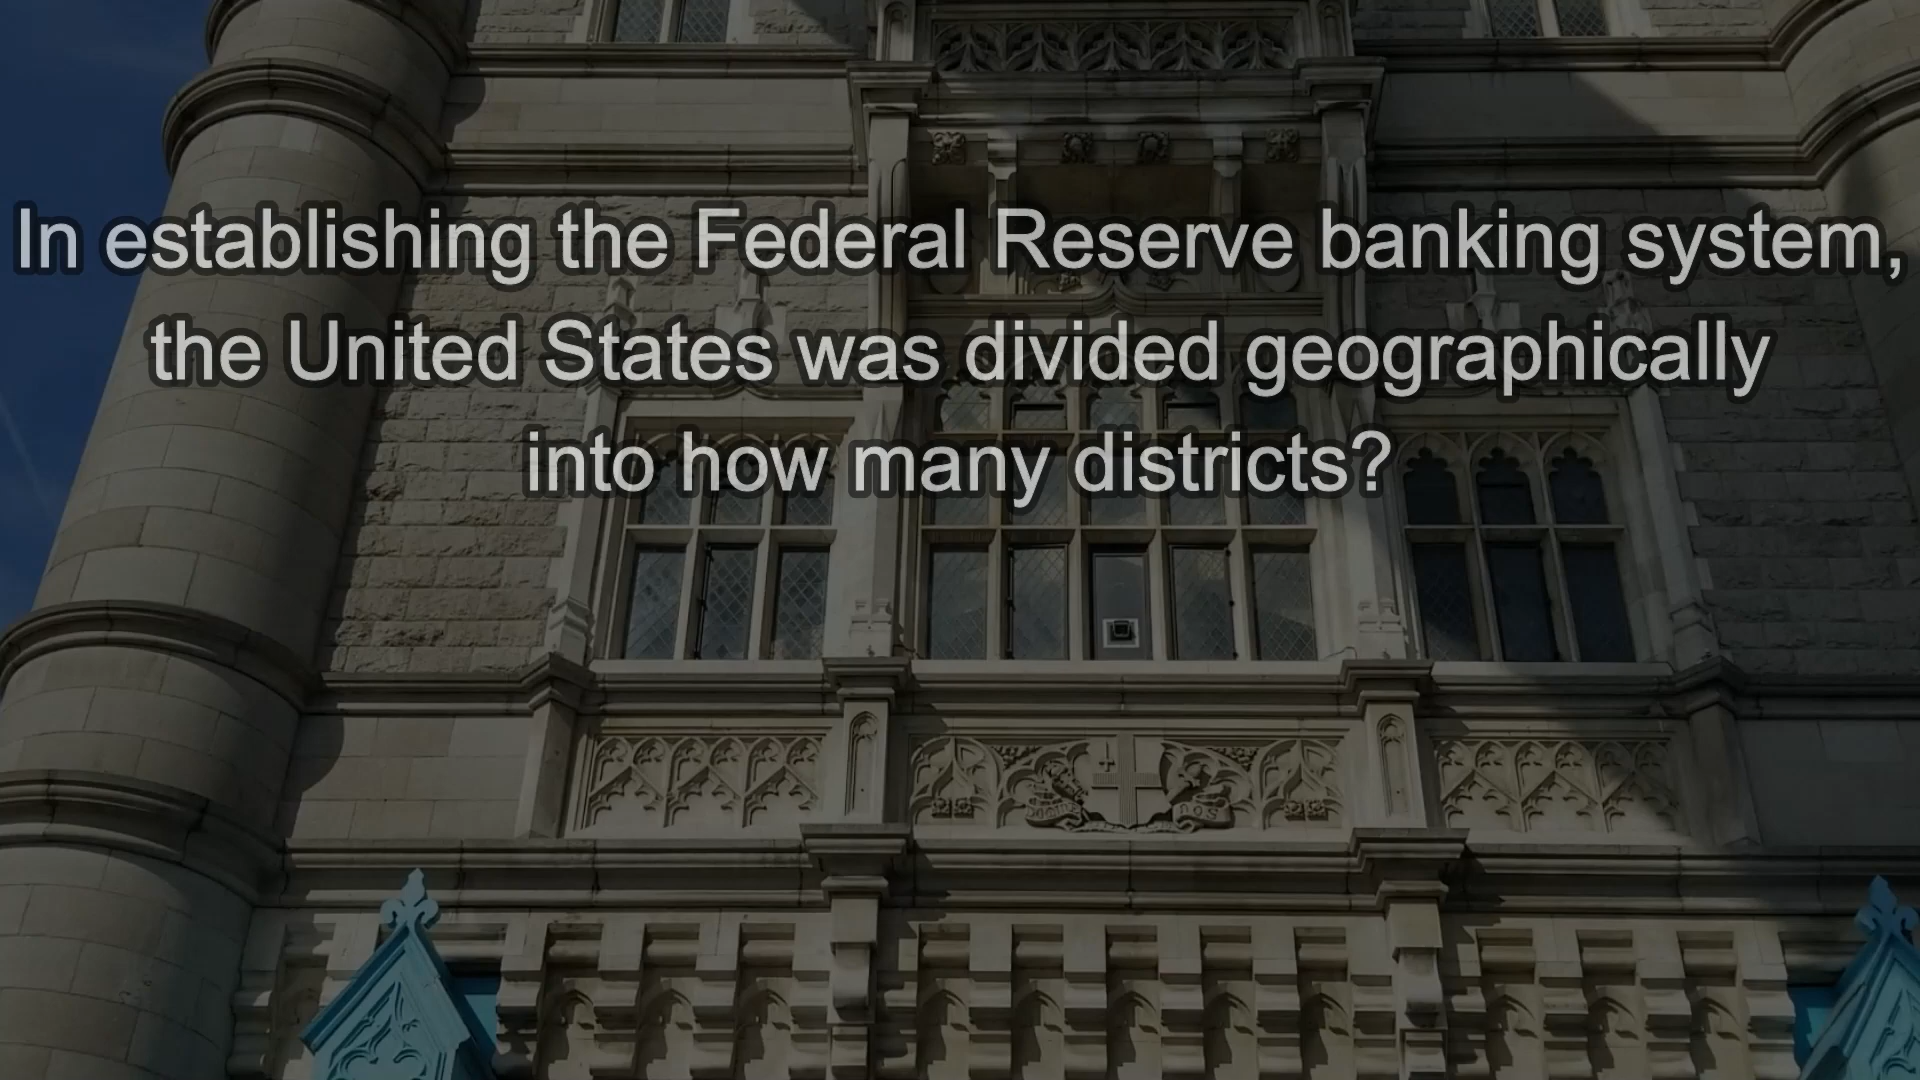 In establishing the Federal Reserve banking system,
the United States was divided geographically
into how many districts?